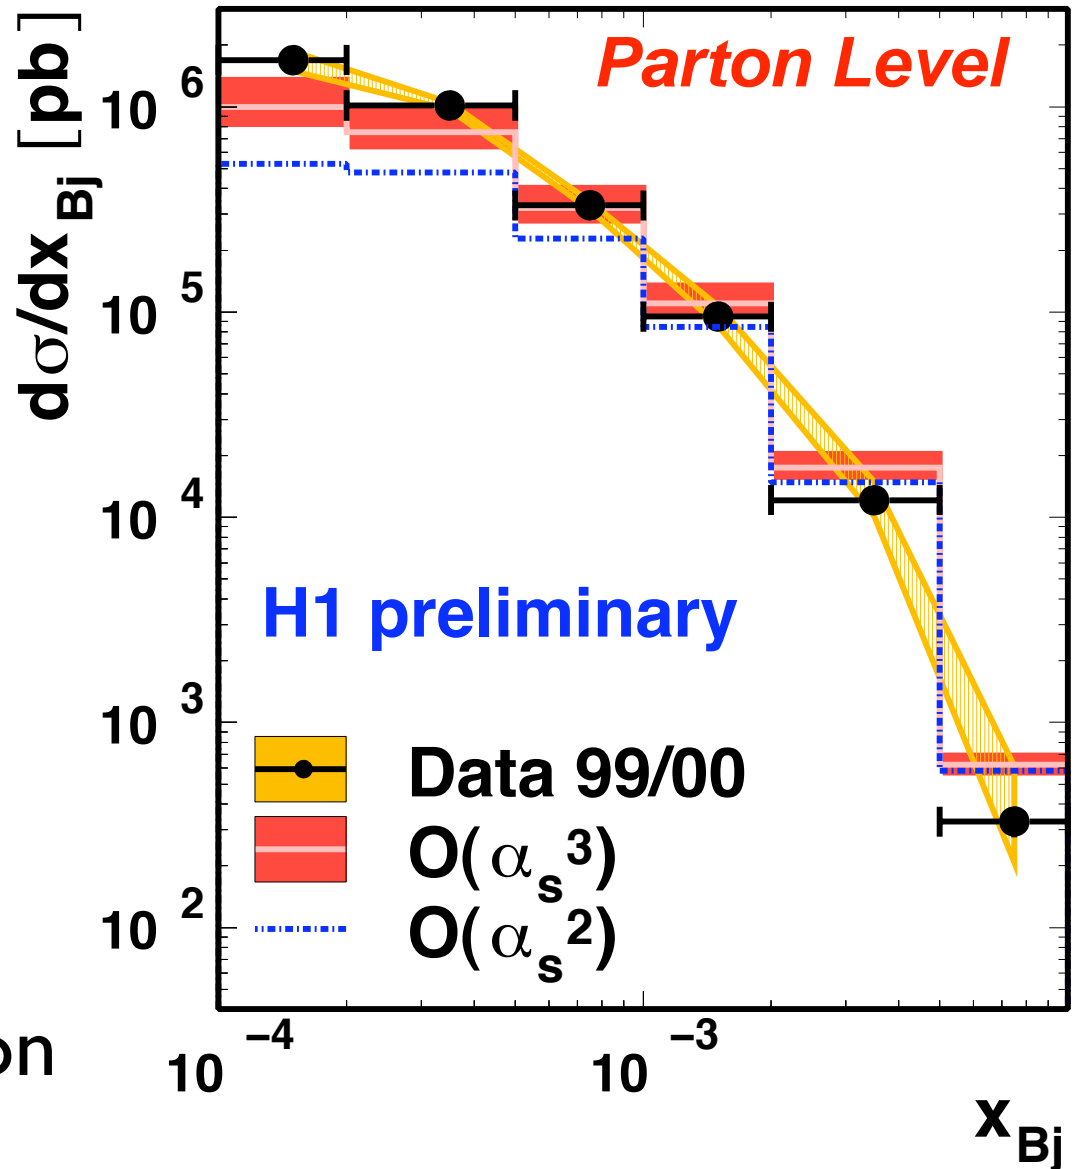 dσ/dx_Bj [pb]
Parton Level
10^6
10^5
10^4
H1 preliminary
10^3
Data 99/00
O(α_s^3)
O(α_s^2)
10^2
on
10^−4
10^−3
x_Bj